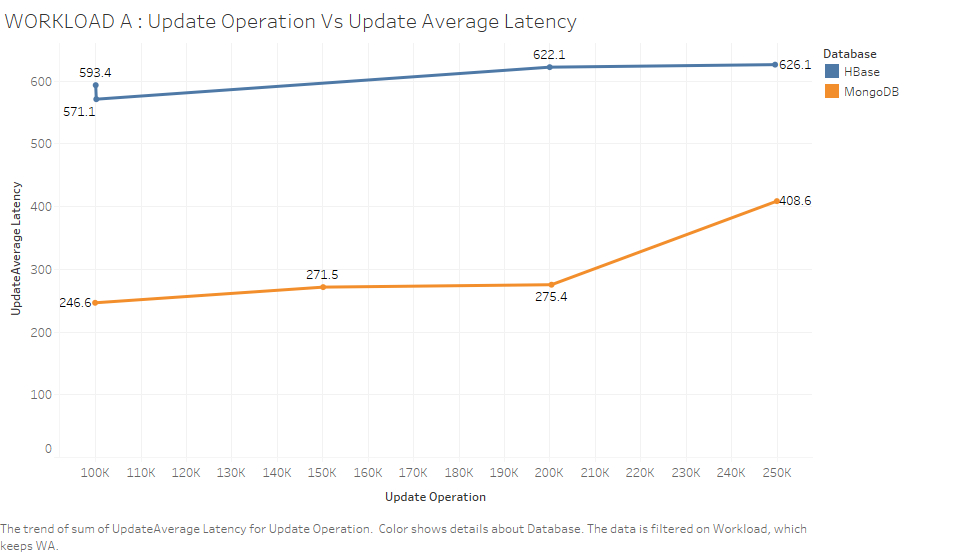 WORKLOAD A : Update Operation Vs Update Average Latency
Database
HBase
MongoDB
UpdateAverage Latency
600
500
400
300
200
100
0
593.4
571.1
622.1
626.1
246.6
271.5
275.4
408.6
100K 110K 120K 130K 140K 150K 160K 170K 180K 190K 200K 210K 220K 230K 240K 250K
Update Operation
The trend of sum of UpdateAverage Latency for Update Operation. Color shows details about Database. The data is filtered on Workload, which
keeps WA.